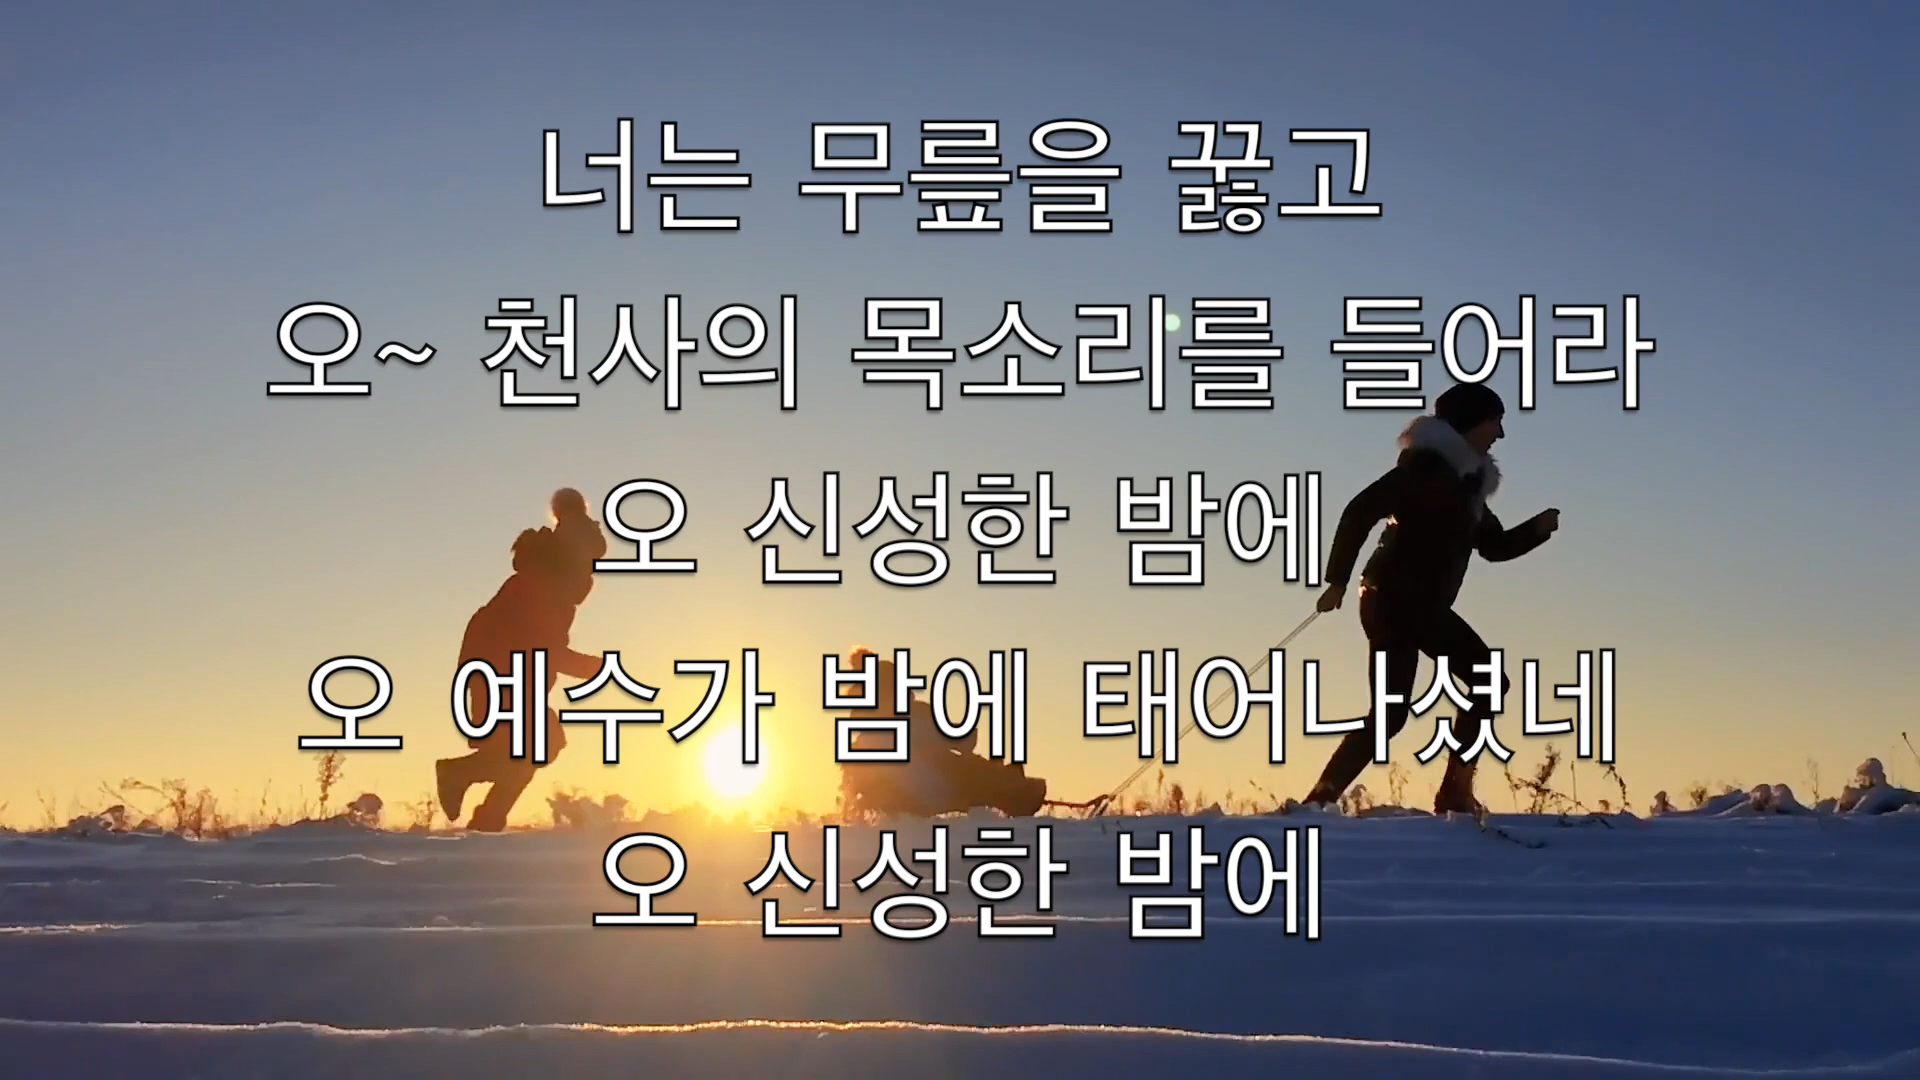 너는 무릎을 꿇고
오~ 천사의 목소리를 들어라
오 신성한 밤에
오 예수가 밤에 태어나셨네
오 신성한 밤에